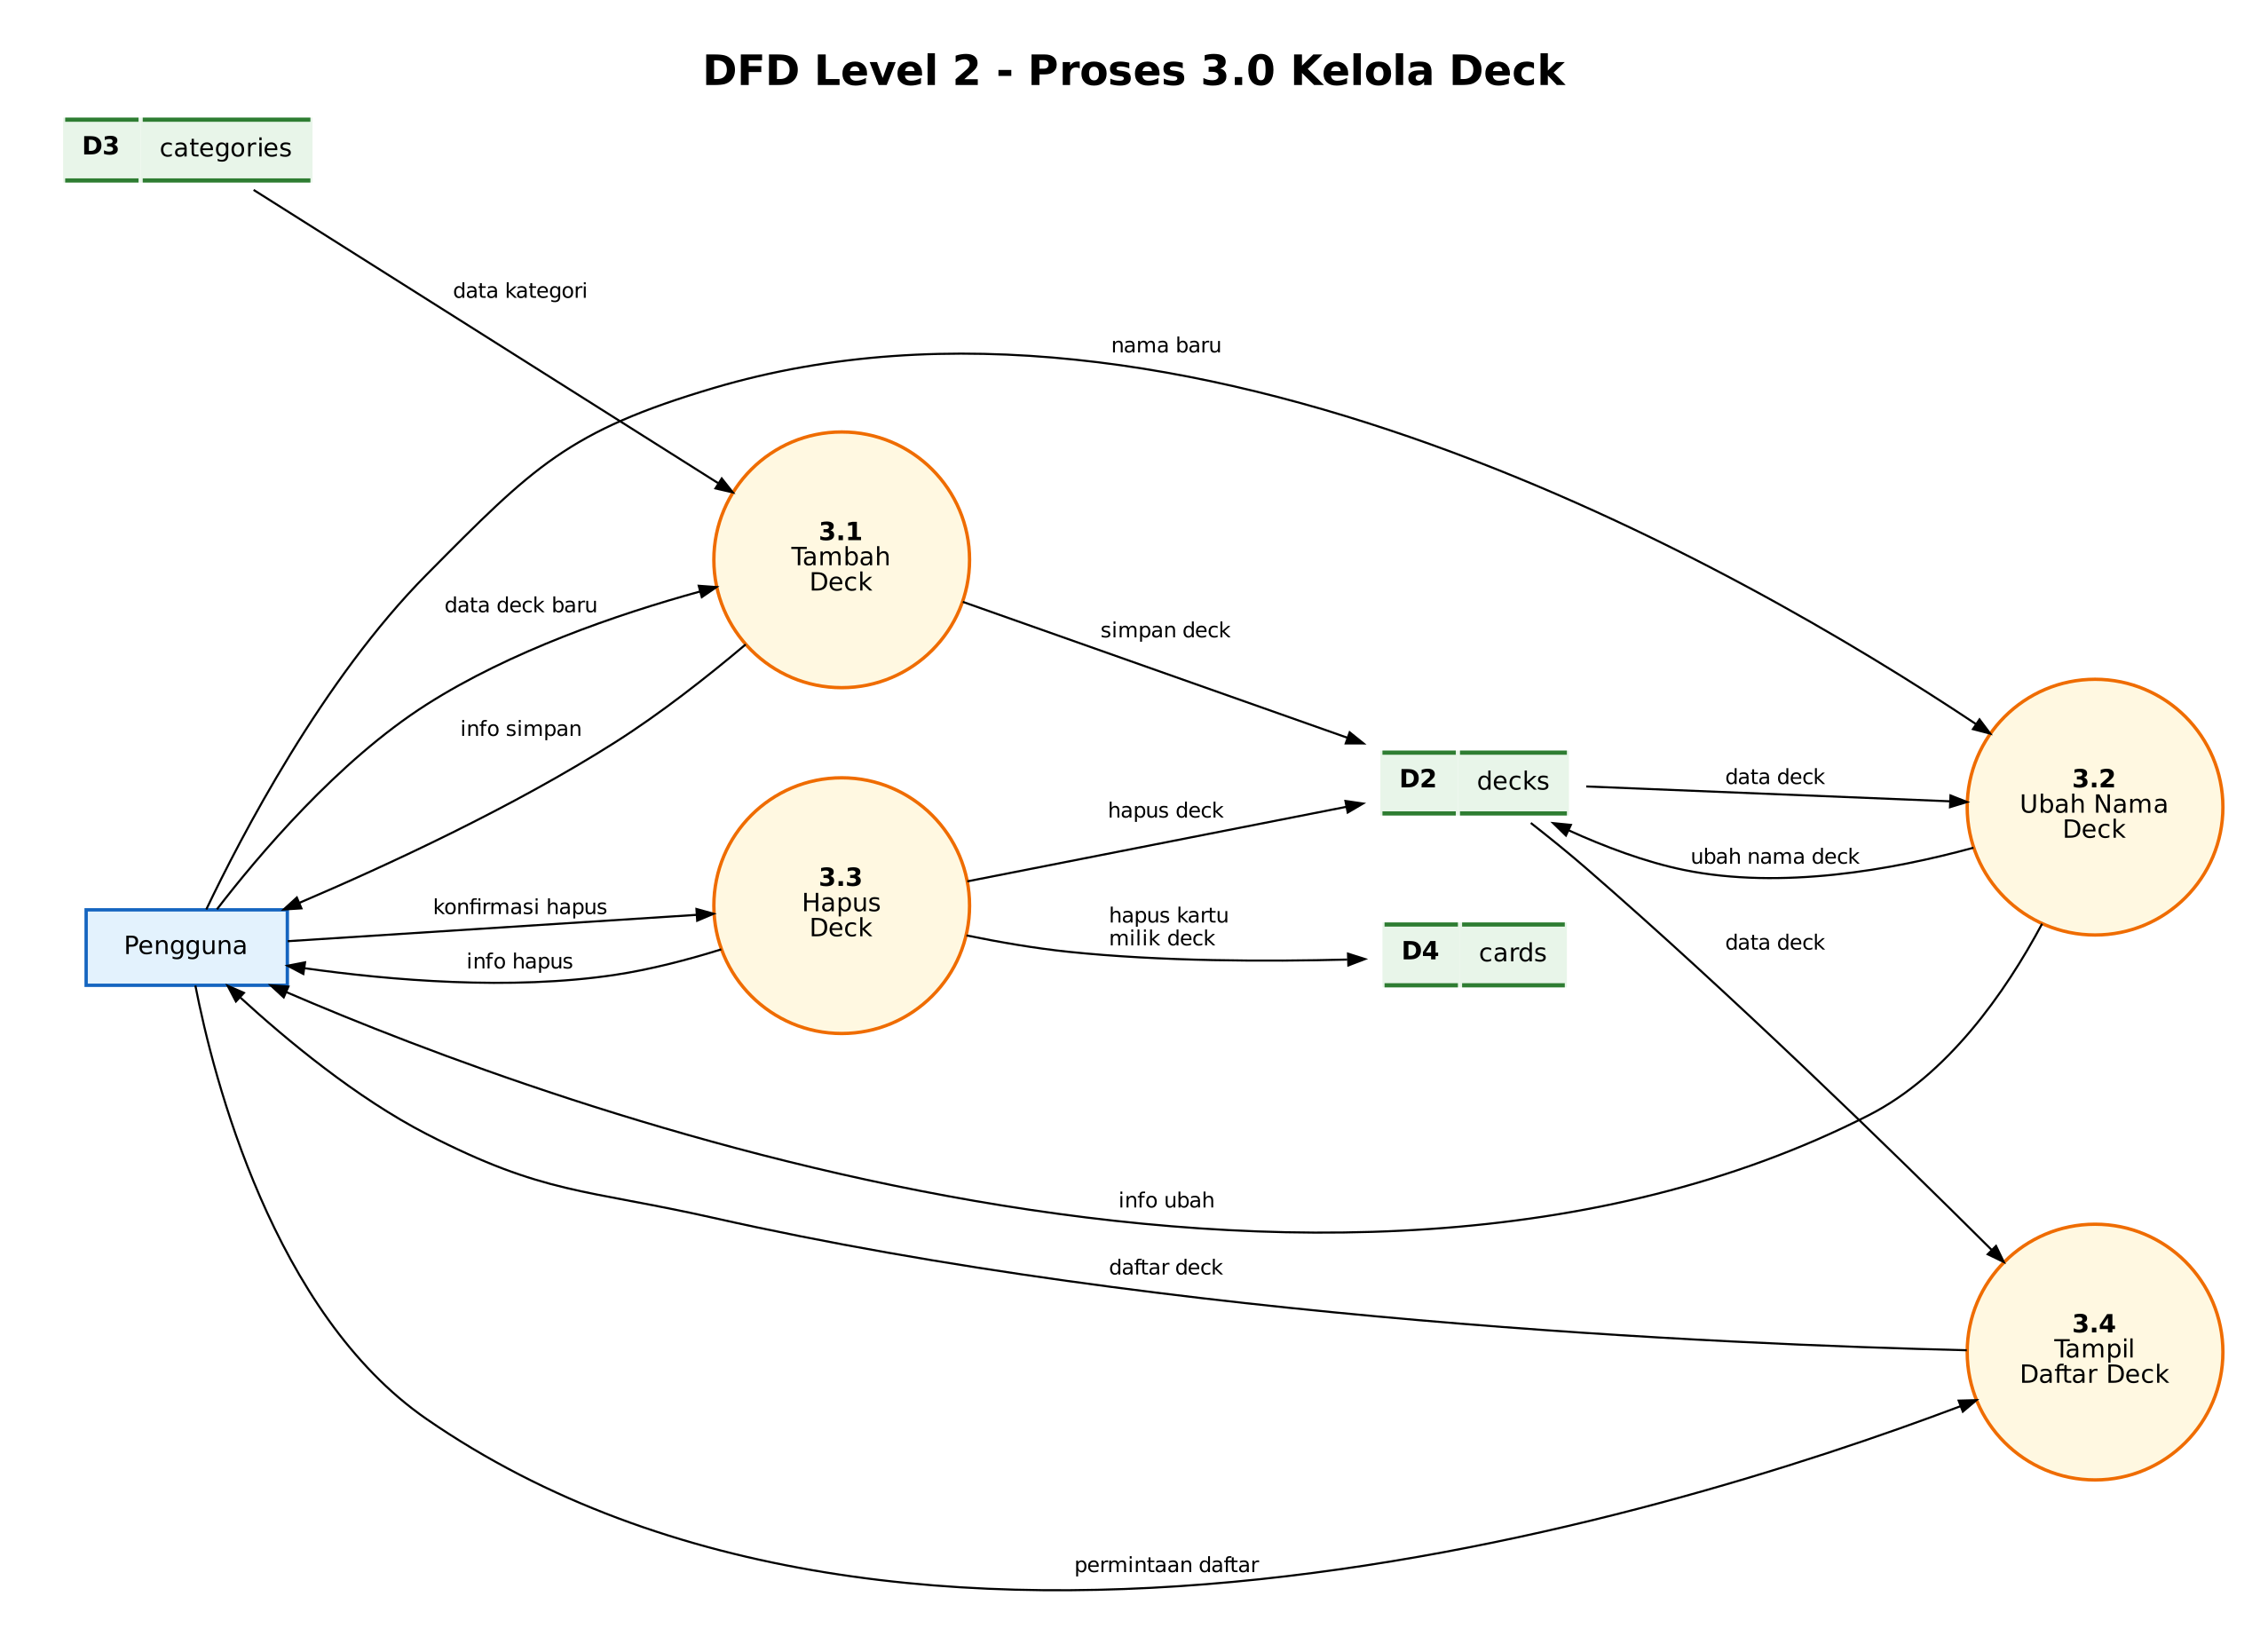 DFD Level 2 - Proses 3.0 Kelola Deck
D3 categories
data kategori
nama baru
3.1
Tambah
Deck
data deck baru
simpan deck
info simpan
D2 decks
data deck
3.2
Ubah Nama
Deck
hapus deck
ubah nama deck
3.3
Hapus
Deck
konfirmasi hapus
Pengguna
info hapus
hapus kartu
milik deck
D4 cards
data deck
info ubah
daftar deck
3.4
Tampil
Daftar Deck
permintaan daftar